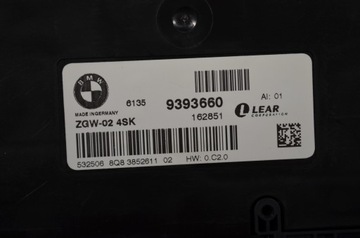 BMW
AI: 01
6135 9393660
MADE IN GERMANY
162851
LEAR
CORPORATION
ZGW-02 4SK
532506 8Q8 3852611 02 HW: 0.C2.0